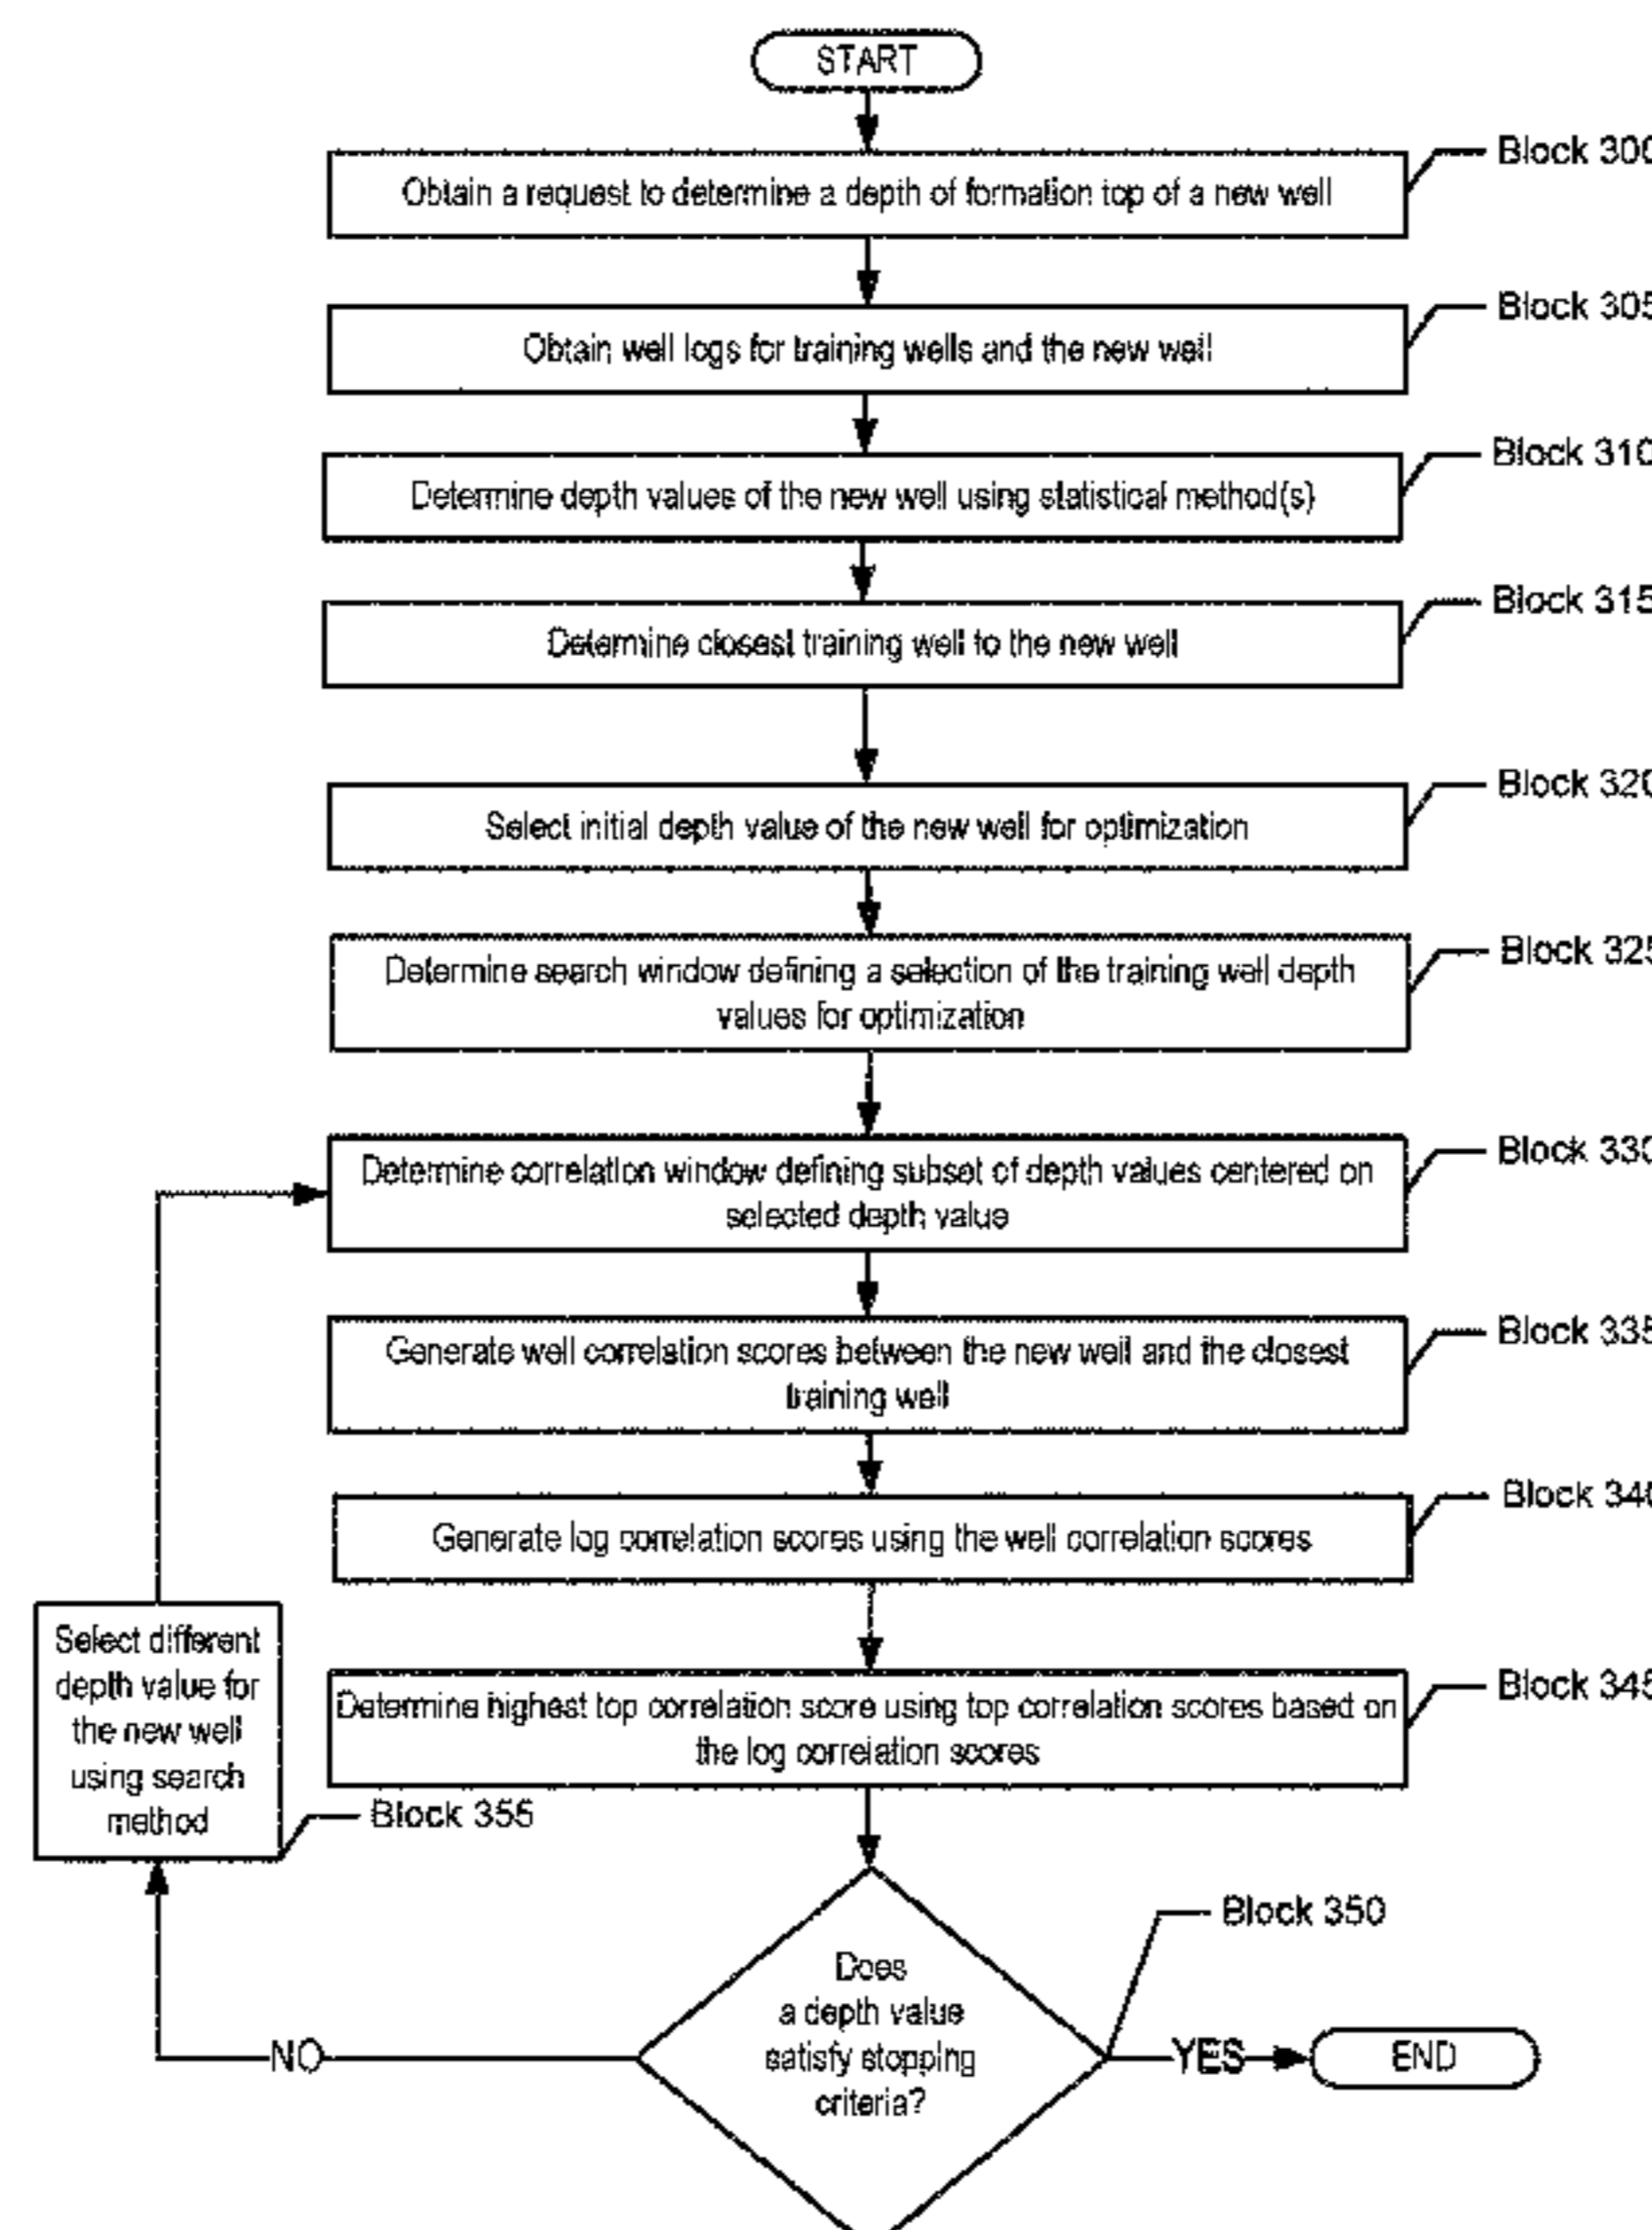 START
Block 300
Obtain a request to determine a depth of formation top of a new well
Block 305
Obtain well logs for training wells and the new well
Block 310
Determine depth values of the new well using statistical method(s)
Block 315
Determine closest training well to the new well
Block 320
Select initial depth value of the new well for optimization
Block 325
Determine search window defining a selection of the training well depth
values for optimization
Block 330
Determine correlation window defining subset of depth values centered on
selected depth value
Block 335
Generate well correlation scores between the new well and the closest
training well
Block 340
Generate log correlation scores using the well correlation scores
Block 345
Determine highest top correlation score using top correlation scores based on
the log correlation scores
Select different
depth value for
the new well
using search
method
Block 355
Block 350
Does
a depth value
satisfy stopping
criteria?
NO
YES
END